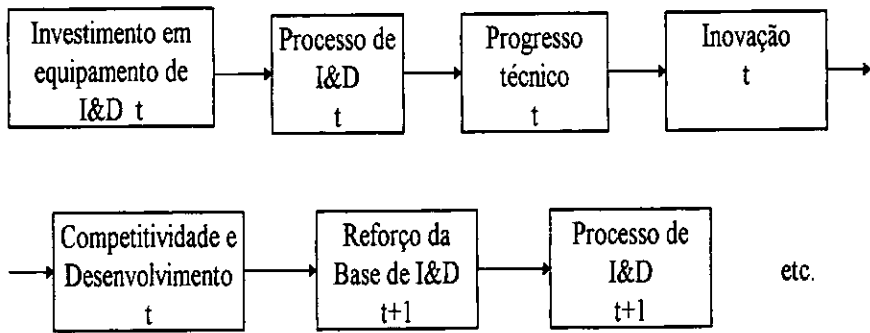 Investimento em
equipamento de
I&D t
Processo de
I&D
t
Progresso
técnico
t
Inovação
t
Competitividade e
Desenvolvimento
t
Reforço da
Base de I&D
t+1
Processo de
I&D
t+1
etc.